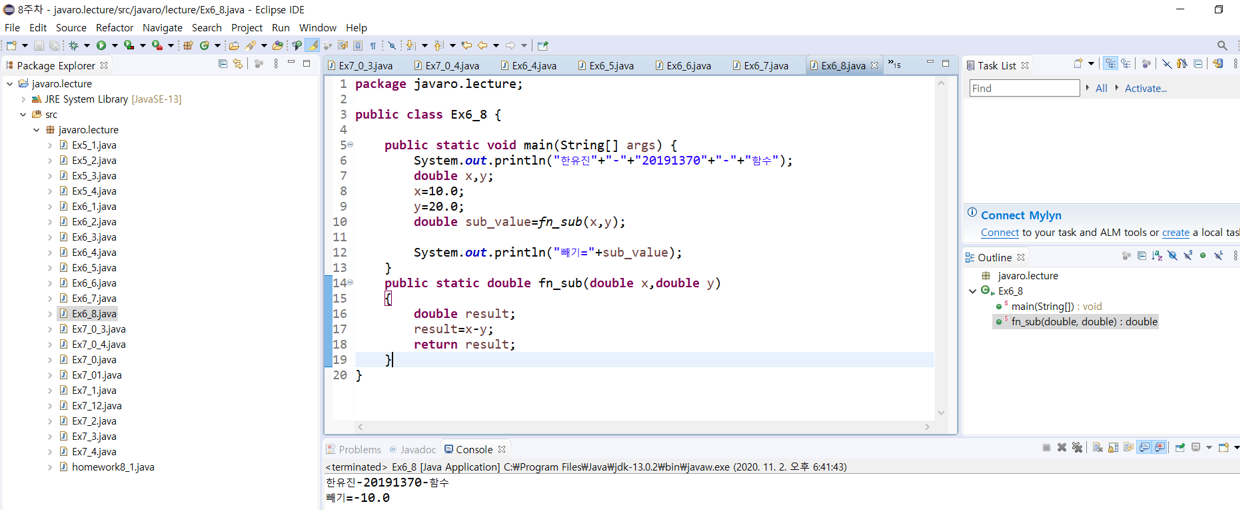 8주차 - javaro.lecture/src/javaro/lecture/Ex6_8.java - Eclipse IDE
File Edit Source Refactor Navigate Search Project Run Window Help
Package Explorer
javaro.lecture
JRE System Library [JavaSE-13]
src
javaro.lecture
Ex5_1.java
Ex5_2.java
Ex5_3.java
Ex5_4.java
Ex6_1.java
Ex6_2.java
Ex6_3.java
Ex6_4.java
Ex6_5.java
Ex6_6.java
Ex6_7.java
Ex6_8.java
Ex7_0_3.java
Ex7_0_4.java
Ex7_0.java
Ex7_01.java
Ex7_1.java
Ex7_12.java
Ex7_2.java
Ex7_3.java
Ex7_4.java
homework8_1.java
Ex7_0_3.java Ex7_0_4.java Ex6_4.java Ex6_5.java Ex6_6.java Ex6_7.java Ex6_8.java »15
1 package javaro.lecture;
2
3 public class Ex6_8 {
4
5 public static void main(String[] args) {
6 System.out.println("한유진"+"-"+"20191370"+"-"+"함수");
7 double x,y;
8 x=10.0;
9 y=20.0;
10 double sub_value=fn_sub(x,y);
11
12 System.out.println("빼기="+sub_value);
13 }
14 public static double fn_sub(double x,double y)
15 {
16 double result;
17 result=x-y;
18 return result;
19 }
20 }
Task List
Find All Activate...
Connect Mylyn
Connect to your task and ALM tools or create a local task
Outline
javaro.lecture
Ex6_8
main(String[]) : void
fn_sub(double, double) : double
Problems @ Javadoc Console
<terminated> Ex6_8 [Java Application] C:₩Program Files₩Java₩jdk-13.0.2₩bin₩javaw.exe (2020. 11. 2. 오후 6:41:43)
한유진-20191370-함수
빼기=-10.0